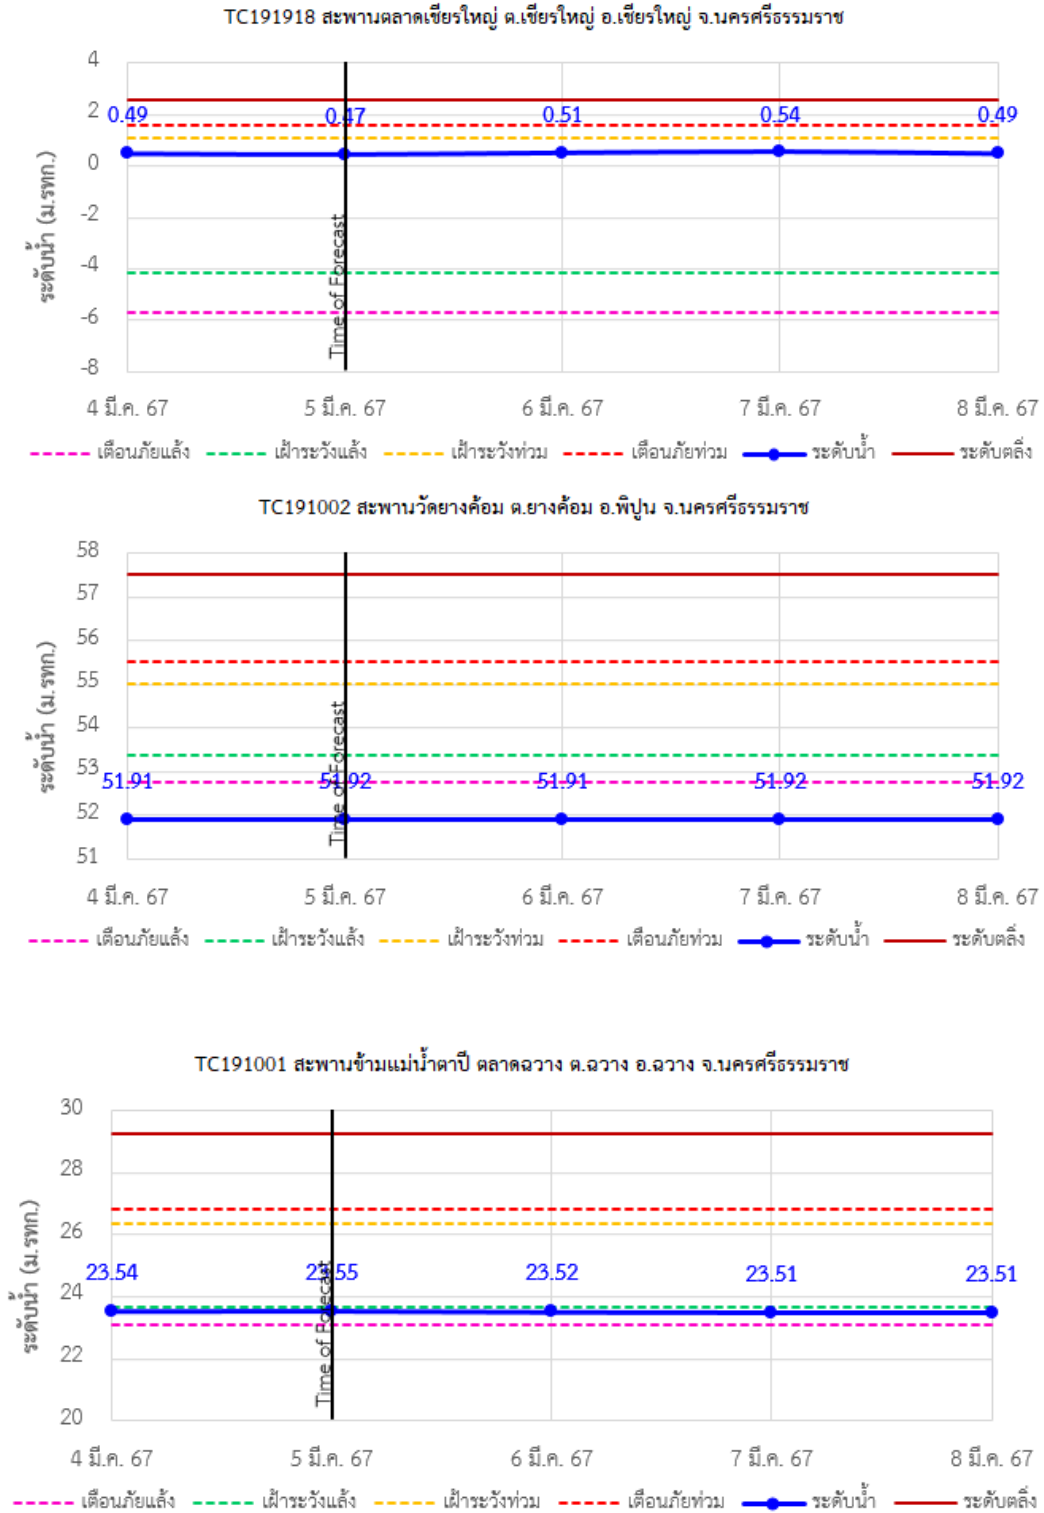 TC191918 สะพานตลาดเชียรใหญ่ ต.เชียรใหญ่ อ.เชียรใหญ่ จ.นครศรีธรรมราช
ระดับน้ำ (ม.รทก.)
4
2
0
-2
-4
-6
-8
0.49 0.47 0.51 0.54 0.49
Time of Forecast
4 มี.ค. 67 5 มี.ค. 67 6 มี.ค. 67 7 มี.ค. 67 8 มี.ค. 67
เตือนภัยแล้ง เฝ้าระวังแล้ง เฝ้าระวังท่วม เตือนภัยท่วม ระดับน้ำ ระดับตลิ่ง
TC191002 สะพานวัดยางค้อม ต.ยางค้อม อ.พิปูน จ.นครศรีธรรมราช
ระดับน้ำ (ม.รทก.)
58
57
56
55
54
53
52
51
51.91 51.92 51.91 51.92 51.92
Time of Forecast
4 มี.ค. 67 5 มี.ค. 67 6 มี.ค. 67 7 มี.ค. 67 8 มี.ค. 67
เตือนภัยแล้ง เฝ้าระวังแล้ง เฝ้าระวังท่วม เตือนภัยท่วม ระดับน้ำ ระดับตลิ่ง
TC191001 สะพานข้ามแม่น้ำตาปี ตลาดฉวาง ต.ฉวาง อ.ฉวาง จ.นครศรีธรรมราช
ระดับน้ำ (ม.รทก.)
30
28
26
24
22
20
23.54 23.55 23.52 23.51 23.51
Time of Forecast
4 มี.ค. 67 5 มี.ค. 67 6 มี.ค. 67 7 มี.ค. 67 8 มี.ค. 67
เตือนภัยแล้ง เฝ้าระวังแล้ง เฝ้าระวังท่วม เตือนภัยท่วม ระดับน้ำ ระดับตลิ่ง